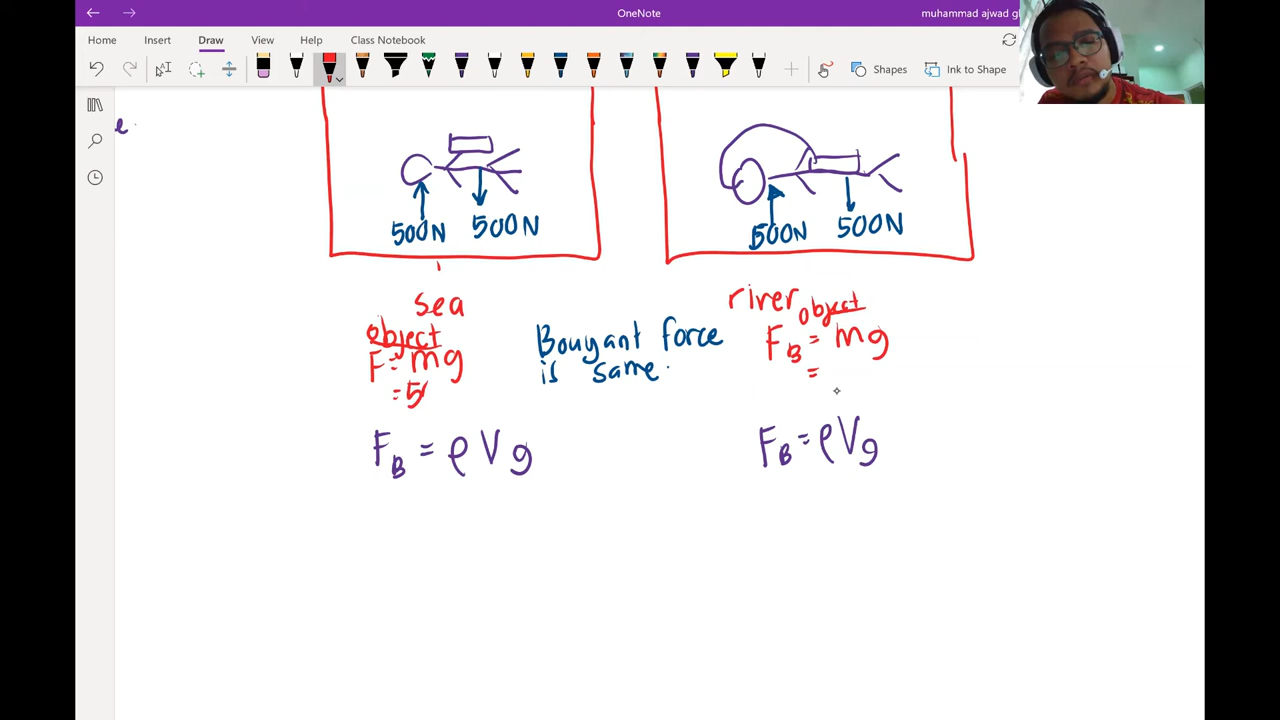 OneNote
muhammad ajwad gh
Home Insert Draw View Help Class Notebook
Shapes Ink to Shape
e.
500N 500N
500N 500N
sea
river
object
F = mg
= 5
Bouyant force
is same.
object
F_B = mg
=
F_B = ρVg
F_B = ρVg